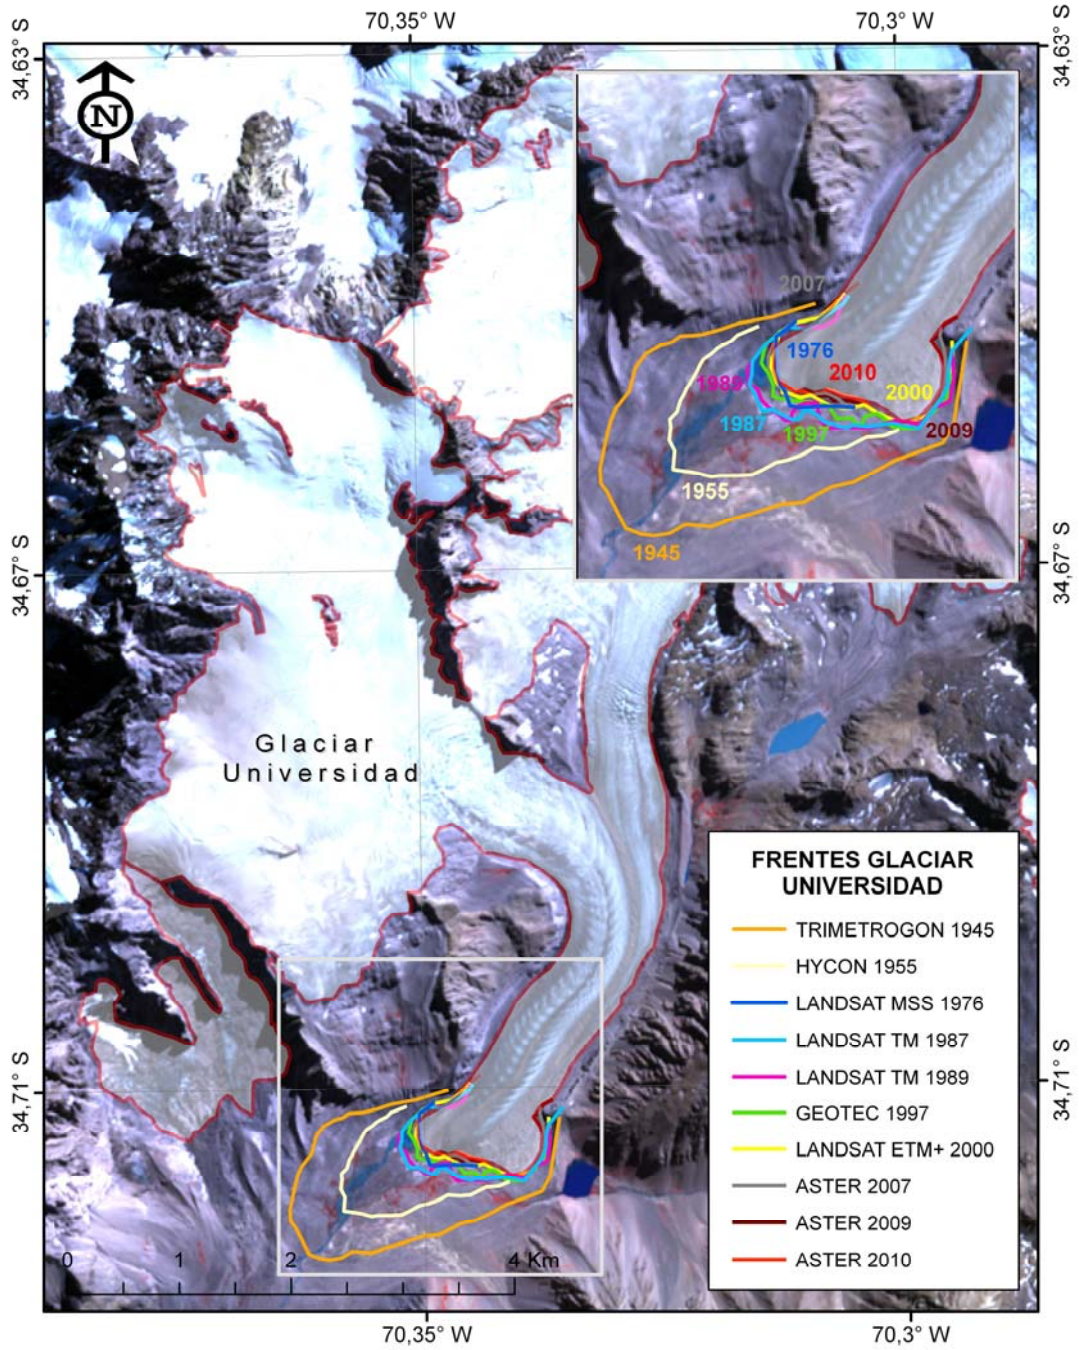 70,35° W
70,3° W
34,63° S
34,63° S
N
2007
1976
2010
1989
2000
1987
1997
2009
1955
1945
34,67° S
34,67° S
Glaciar
Universidad
FRENTES GLACIAR
UNIVERSIDAD
TRIMETROGON 1945
HYCON 1955
LANDSAT MSS 1976
LANDSAT TM 1987
LANDSAT TM 1989
GEOTEC 1997
LANDSAT ETM+ 2000
ASTER 2007
ASTER 2009
ASTER 2010
34,71° S
34,71° S
0 1 2 4 Km
70,35° W
70,3° W